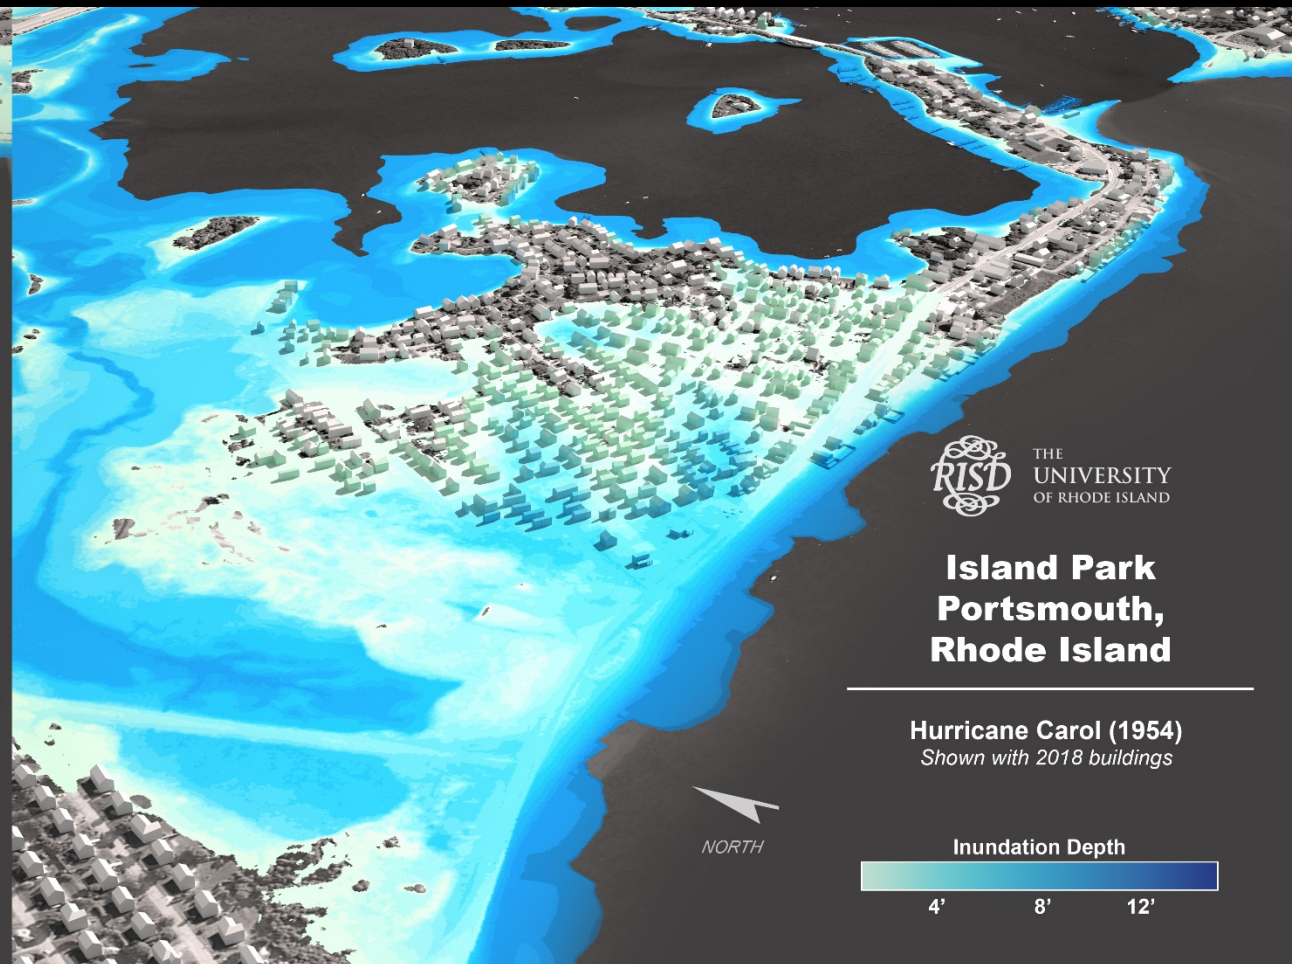 RISD
THE
UNIVERSITY
OF RHODE ISLAND
Island Park
Portsmouth,
Rhode Island
Hurricane Carol (1954)
Shown with 2018 buildings
NORTH
Inundation Depth
4’ 8’ 12’